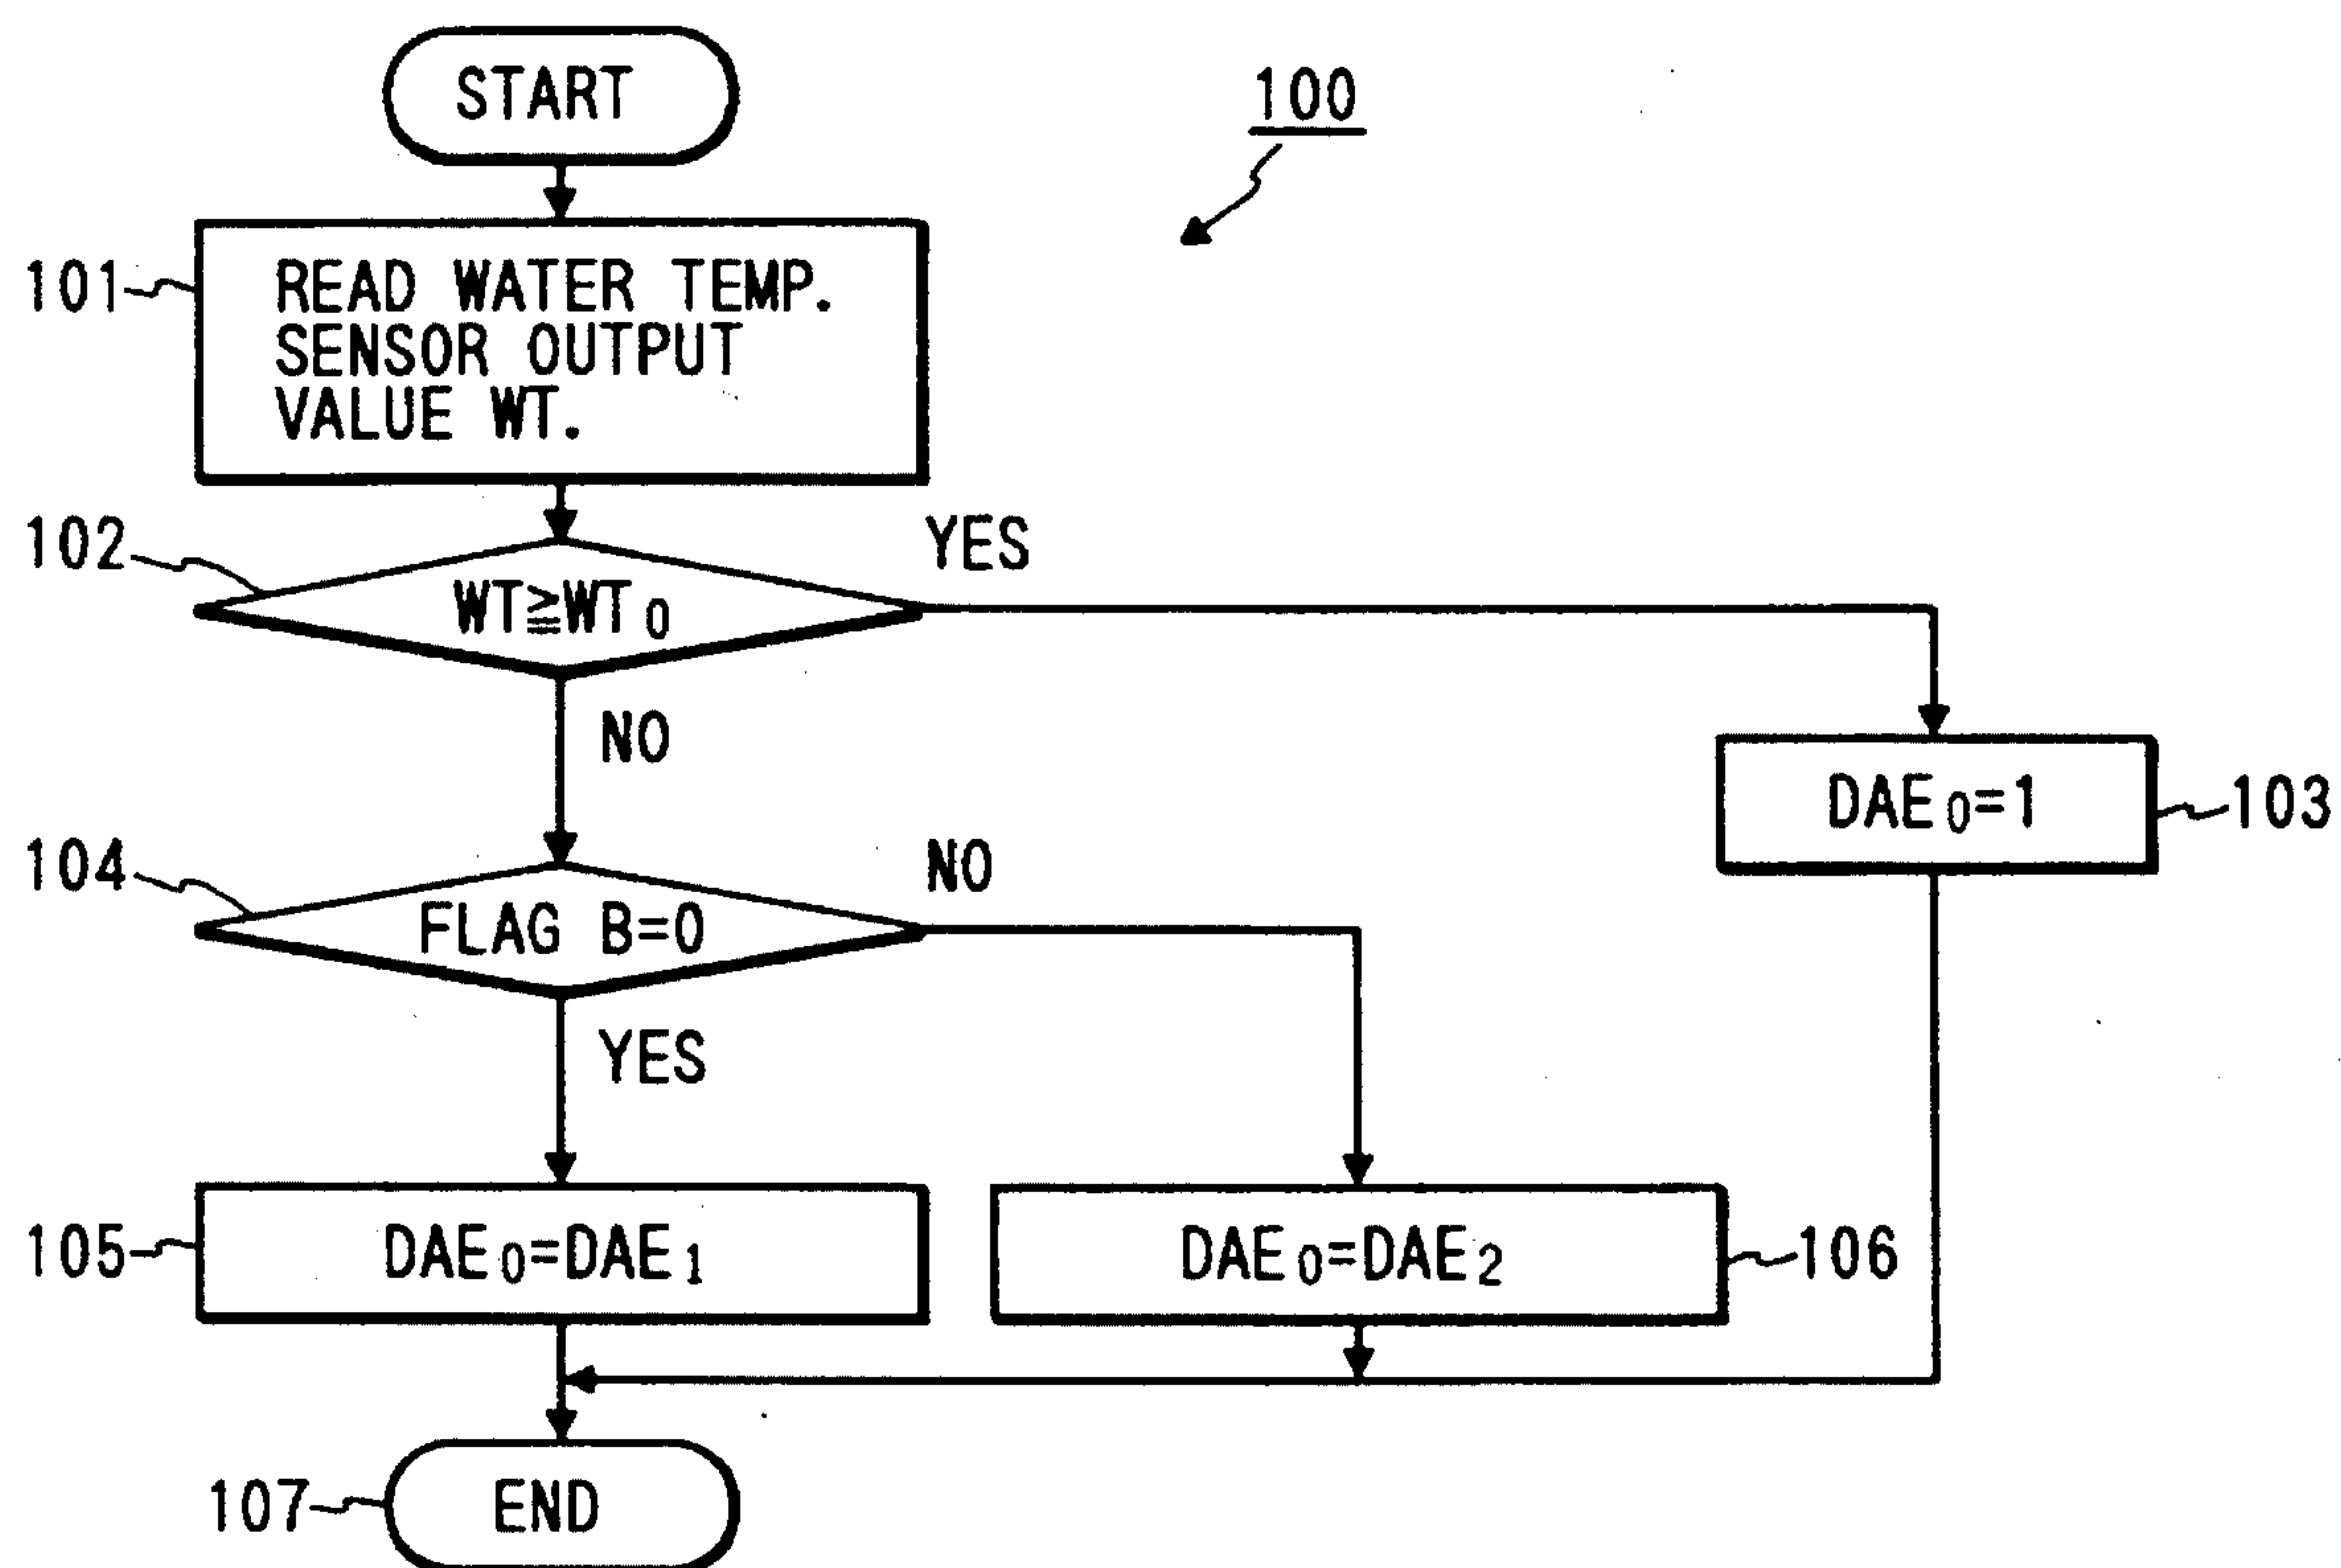 START
100
101
READ WATER TEMP.
SENSOR OUTPUT
VALUE WT.
102
YES
WT≧WT0
NO
DAE0=1
103
104
NO
FLAG B=0
YES
105
DAE0=DAE1
DAE0=DAE2
106
107
END